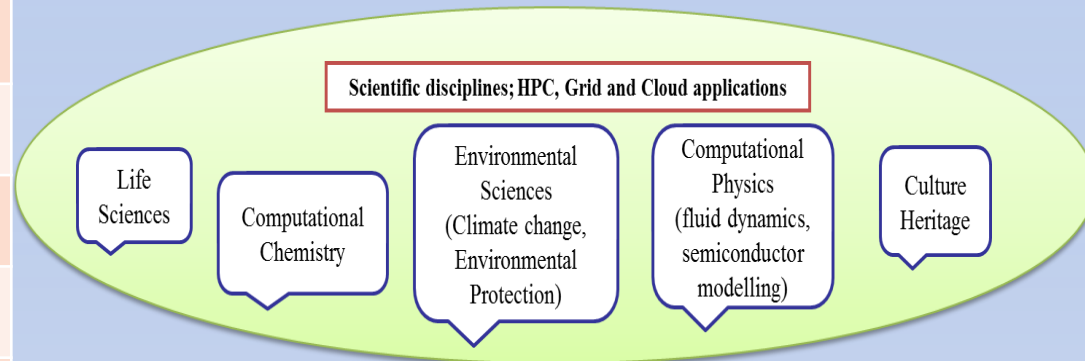 Scientific disciplines; HPC, Grid and Cloud applications
Life
Sciences
Computational
Chemistry
Environmental
Sciences
(Climate change,
Environmental
Protection)
Computational
Physics
(fluid dynamics,
semiconductor
modelling)
Culture
Heritage